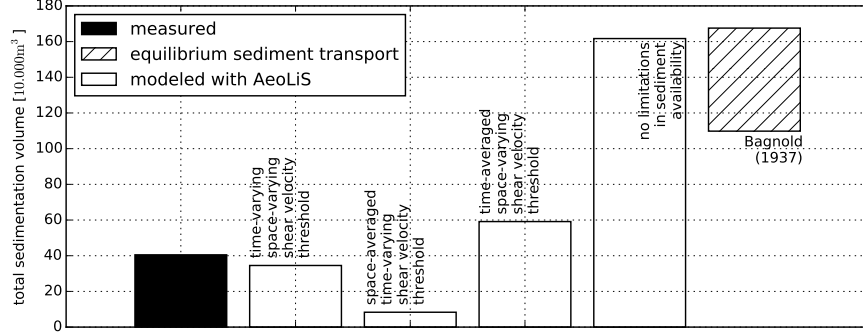 total sedimentation volume [10.000m³ ]
180
160
140
120
100
80
60
40
20
0
measured
equilibrium sediment transport
modeled with AeoLiS
time-varying
space-varying
shear velocity
threshold
space-averaged
time-varying
shear velocity
threshold
time-averaged
space-varying
shear velocity
threshold
no limitations
in sediment
availability
Bagnold
(1937)